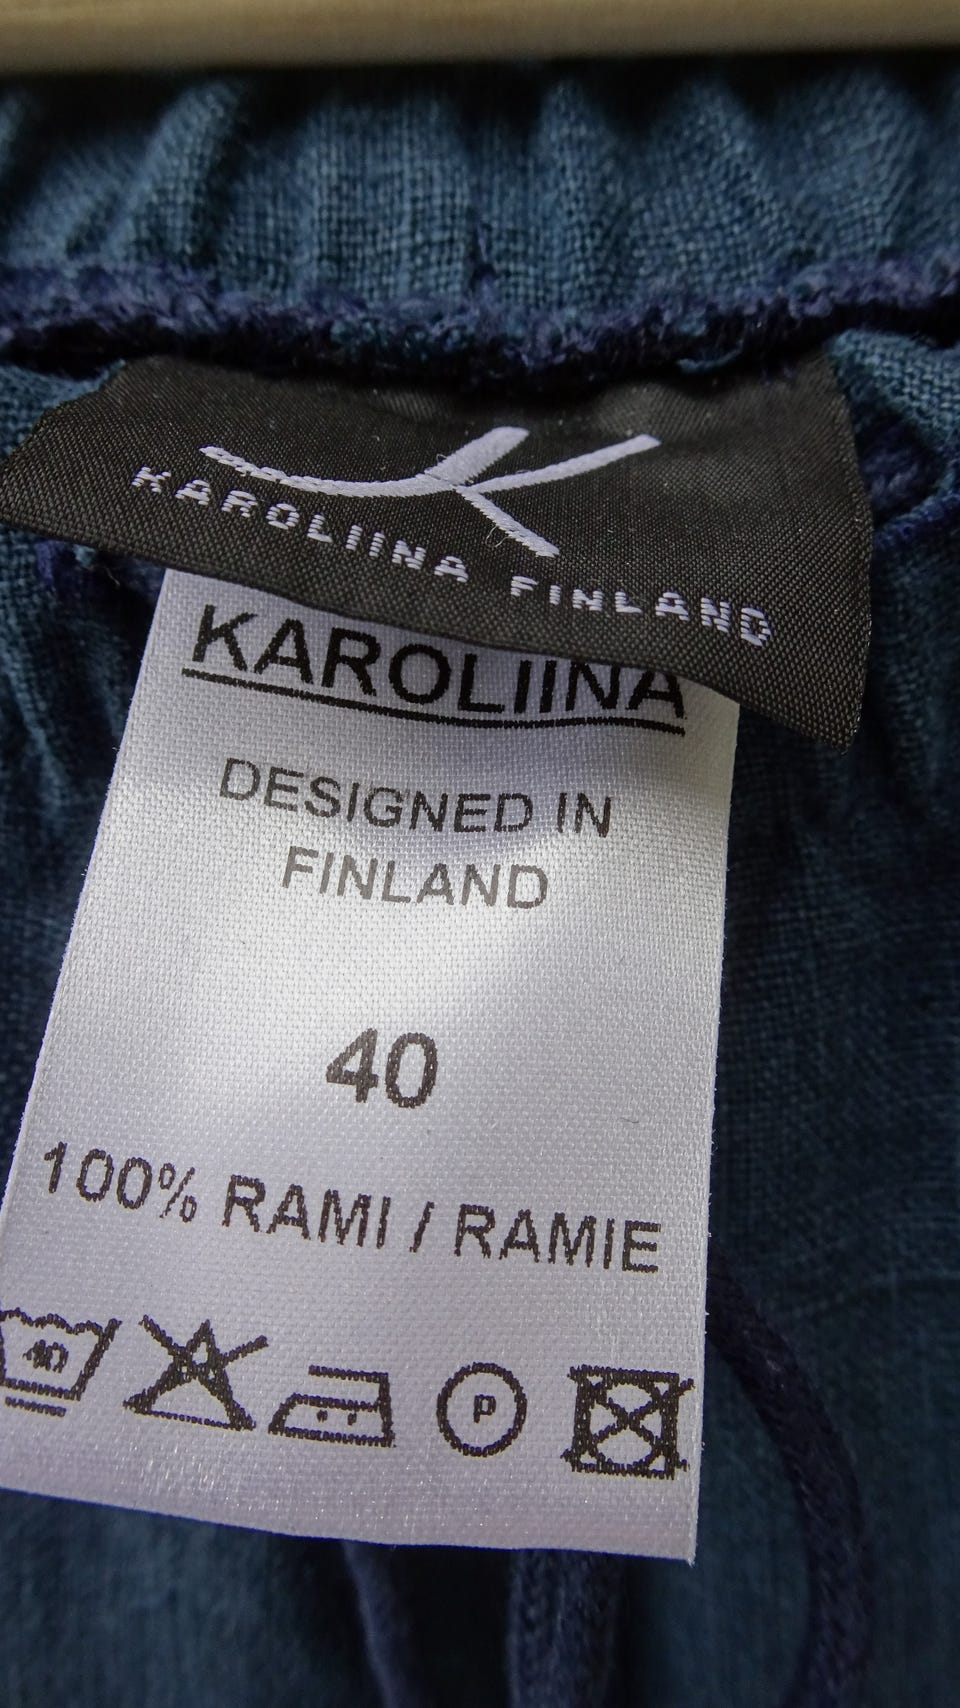 KAROLIINA FINLAND
KAROLIINA
DESIGNED IN
FINLAND
40
100% RAMI / RAMIE
40
P